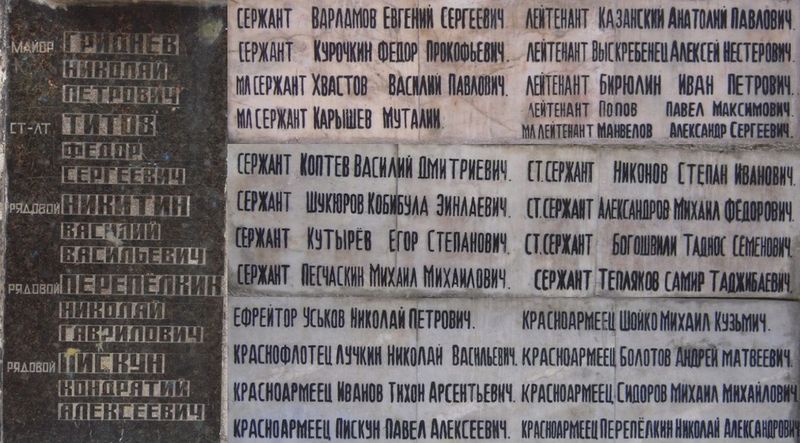 МАЙОР ГРИДНЕВ
НИКОЛАЙ
ПЕТРОВИЧ
СТ-ЛТ ТИТОВ
ФЕДОР
СЕРГЕЕВИЧ
РЯДОВОЙ НИКИТИН
ВАСИЛИЙ
ВАСИЛЬЕВИЧ
РЯДОВОЙ ПЕРЕПЁЛКИН
НИКОЛАЙ
ГАВРИЛОВИЧ
РЯДОВОЙ ПИСКУН
КОНДРАТИЙ
АЛЕКСЕЕВИЧ
СЕРЖАНТ ВАРЛАМОВ ЕВГЕНИЙ СЕРГЕЕВИЧ
СЕРЖАНТ КУРОЧКИН ФЕДОР ПРОКОФЬЕВИЧ.
МЛ СЕРЖАНТ ХВАСТОВ ВАСИЛИЙ ПАВЛОВИЧ.
МЛ СЕРЖАНТ КАРЫШЕВ МУТАЛИИ
ЛЕЙТЕНАНТ КАЗАНСКИЙ АНАТОЛИЙ ПАВЛОВИЧ.
ЛЕЙТЕНАНТ ВЫСКРЕБЕНЕЦ АЛЕКСЕЙ НЕСТЕРОВИЧ.
ЛЕЙТЕНАНТ БИРЮЛИН ИВАН ПЕТРОВИЧ.
ЛЕЙТЕНАНТ ПОПОВ ПАВЕЛ МАКСИМОВИЧ.
МЛ ЛЕЙТЕНАНТ МАНВЕЛОВ АЛЕКСАНДР СЕРГЕЕВИЧ.
СЕРЖАНТ КОПТЕВ ВАСИЛИЙ ДМИТРИЕВИЧ.
СЕРЖАНТ ШУКЮРОВ КОБИБУЛА ЭИНЛАЕВИЧ.
СЕРЖАНТ КУТЫРЁВ ЕГОР СТЕПАНОВИЧ.
СЕРЖАНТ ПЕСЧАСКИН МИХАИЛ МИХАИЛОВИЧ.
СТ. СЕРЖАНТ НИКОНОВ СТЕПАН ИВАНОВИЧ.
СТ. СЕРЖАНТ АЛЕКСАНДРОВ МИХАИЛ ФЁДОРОВИЧ.
СТ. СЕРЖАНТ БОГОШВИЛИ ТАДНОС СЕМЕНОВИЧ.
СЕРЖАНТ ТЕПЛЯКОВ САМИР ТАДЖИБАЕВИЧ.
ЕФРЕЙТОР УСЬКОВ НИКОЛАЙ ПЕТРОВИЧ.
КРАСНОФЛОТЕЦ ЛУЧКИН НИКОЛАЙ ВАСИЛЬЕВИЧ.
КРАСНОАРМЕЕЦ ИВАНОВ ТИХОН АРСЕНТЬЕВИЧ.
КРАСНОАРМЕЕЦ ПИСКУН ПАВЕЛ АЛЕКСЕЕВИЧ.
КРАСНОАРМЕЕЦ ШОЙКО МИХАИЛ КУЗЬМИЧ.
КРАСНОАРМЕЕЦ БОЛОТОВ АНДРЕЙ МАТВЕЕВИЧ.
КРАСНОАРМЕЕЦ СИДОРОВ МИХАИЛ МИХАЙЛОВИЧ
КРАСНОАРМЕЕЦ ПЕРЕПЁЛКИН НИКОЛАЙ АЛЕКСАНДРОВИЧ